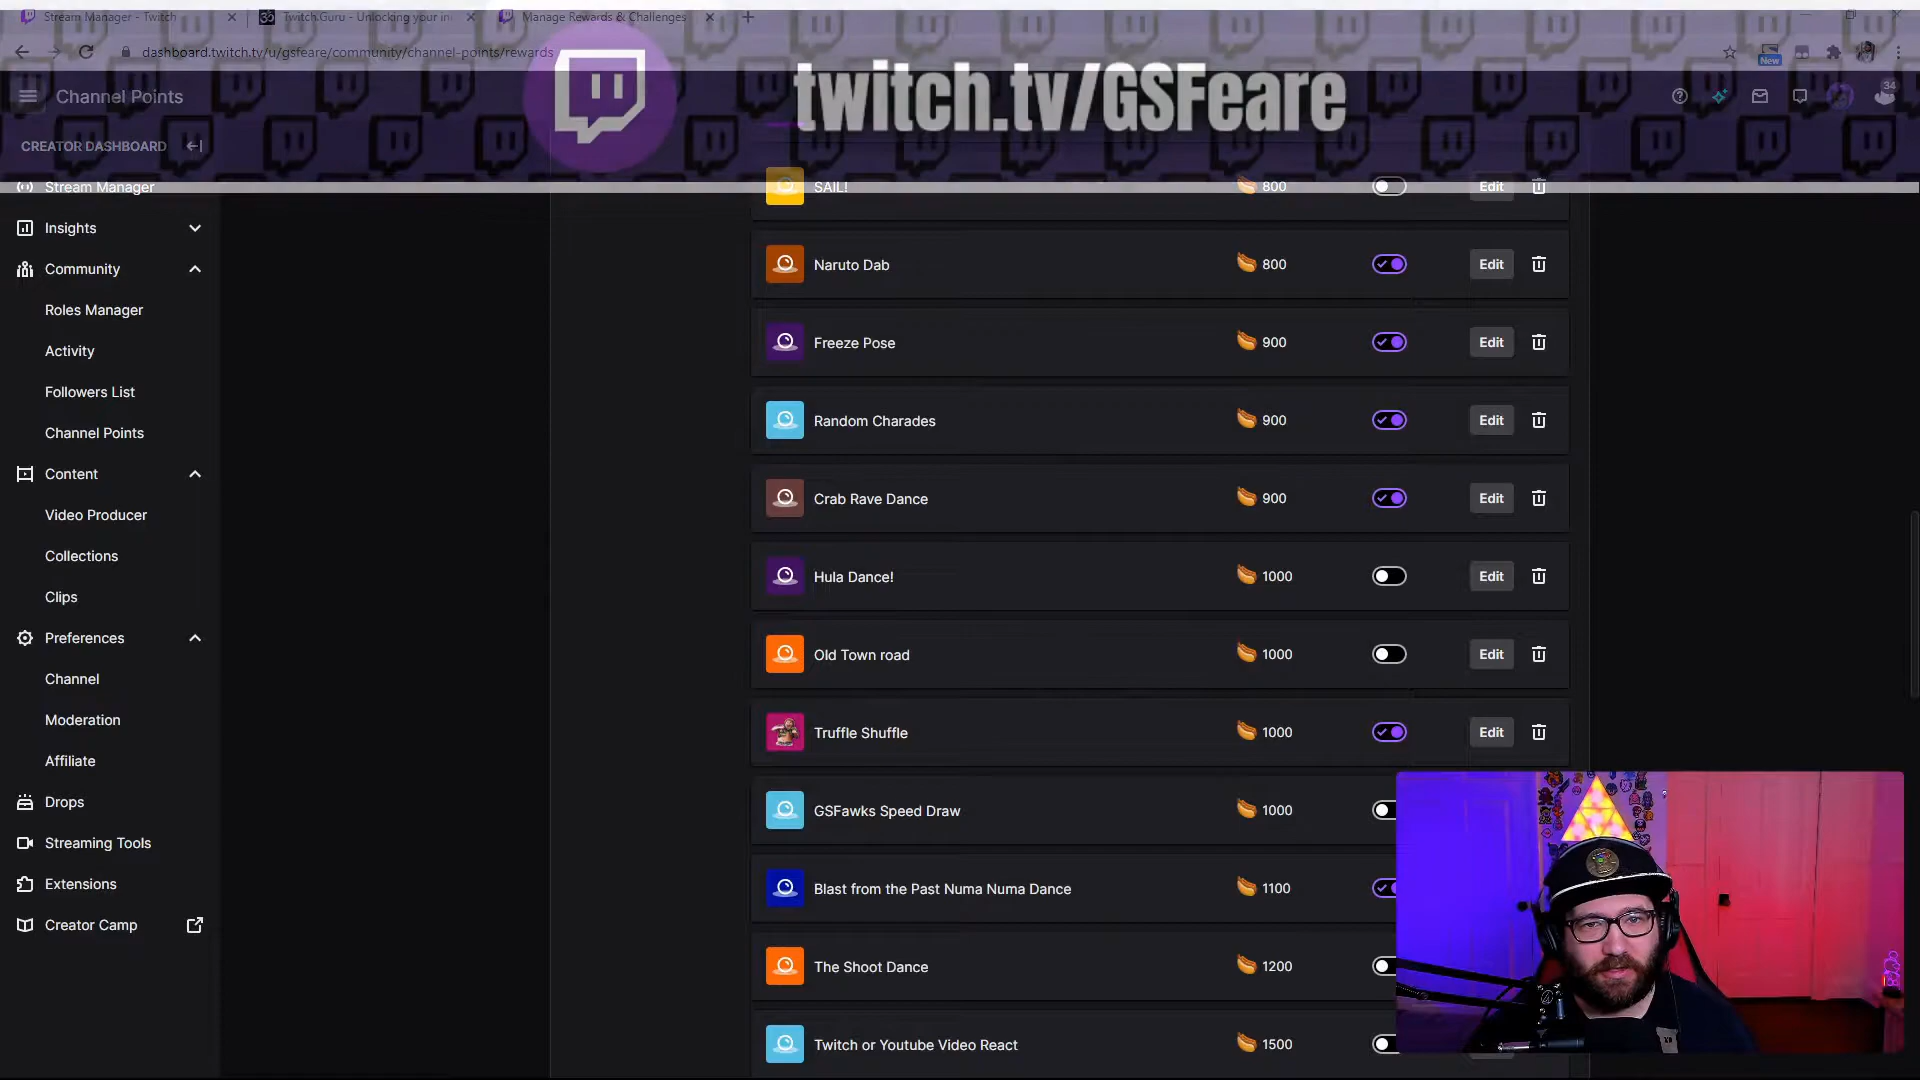 Stream Manager - Twitch
Twitch.Guru - Unlocking your in
Manage Rewards & Challenges
dashboard.twitch.tv/u/gsfeare/community/channel-points/rewards
New
Channel Points
twitch.tv/GSFeare
34
CREATOR DASHBOARD
Stream Manager
Insights
Community
Roles Manager
Activity
Followers List
Channel Points
Content
Video Producer
Collections
Clips
Preferences
Channel
Moderation
Affiliate
Drops
Streaming Tools
Extensions
Creator Camp
SAIL! 800 Edit
Naruto Dab 800 Edit
Freeze Pose 900 Edit
Random Charades 900 Edit
Crab Rave Dance 900 Edit
Hula Dance! 1000 Edit
Old Town road 1000 Edit
Truffle Shuffle 1000 Edit
GSFawks Speed Draw 1000
Blast from the Past Numa Numa Dance 1100
The Shoot Dance 1200
Twitch or Youtube Video React 1500